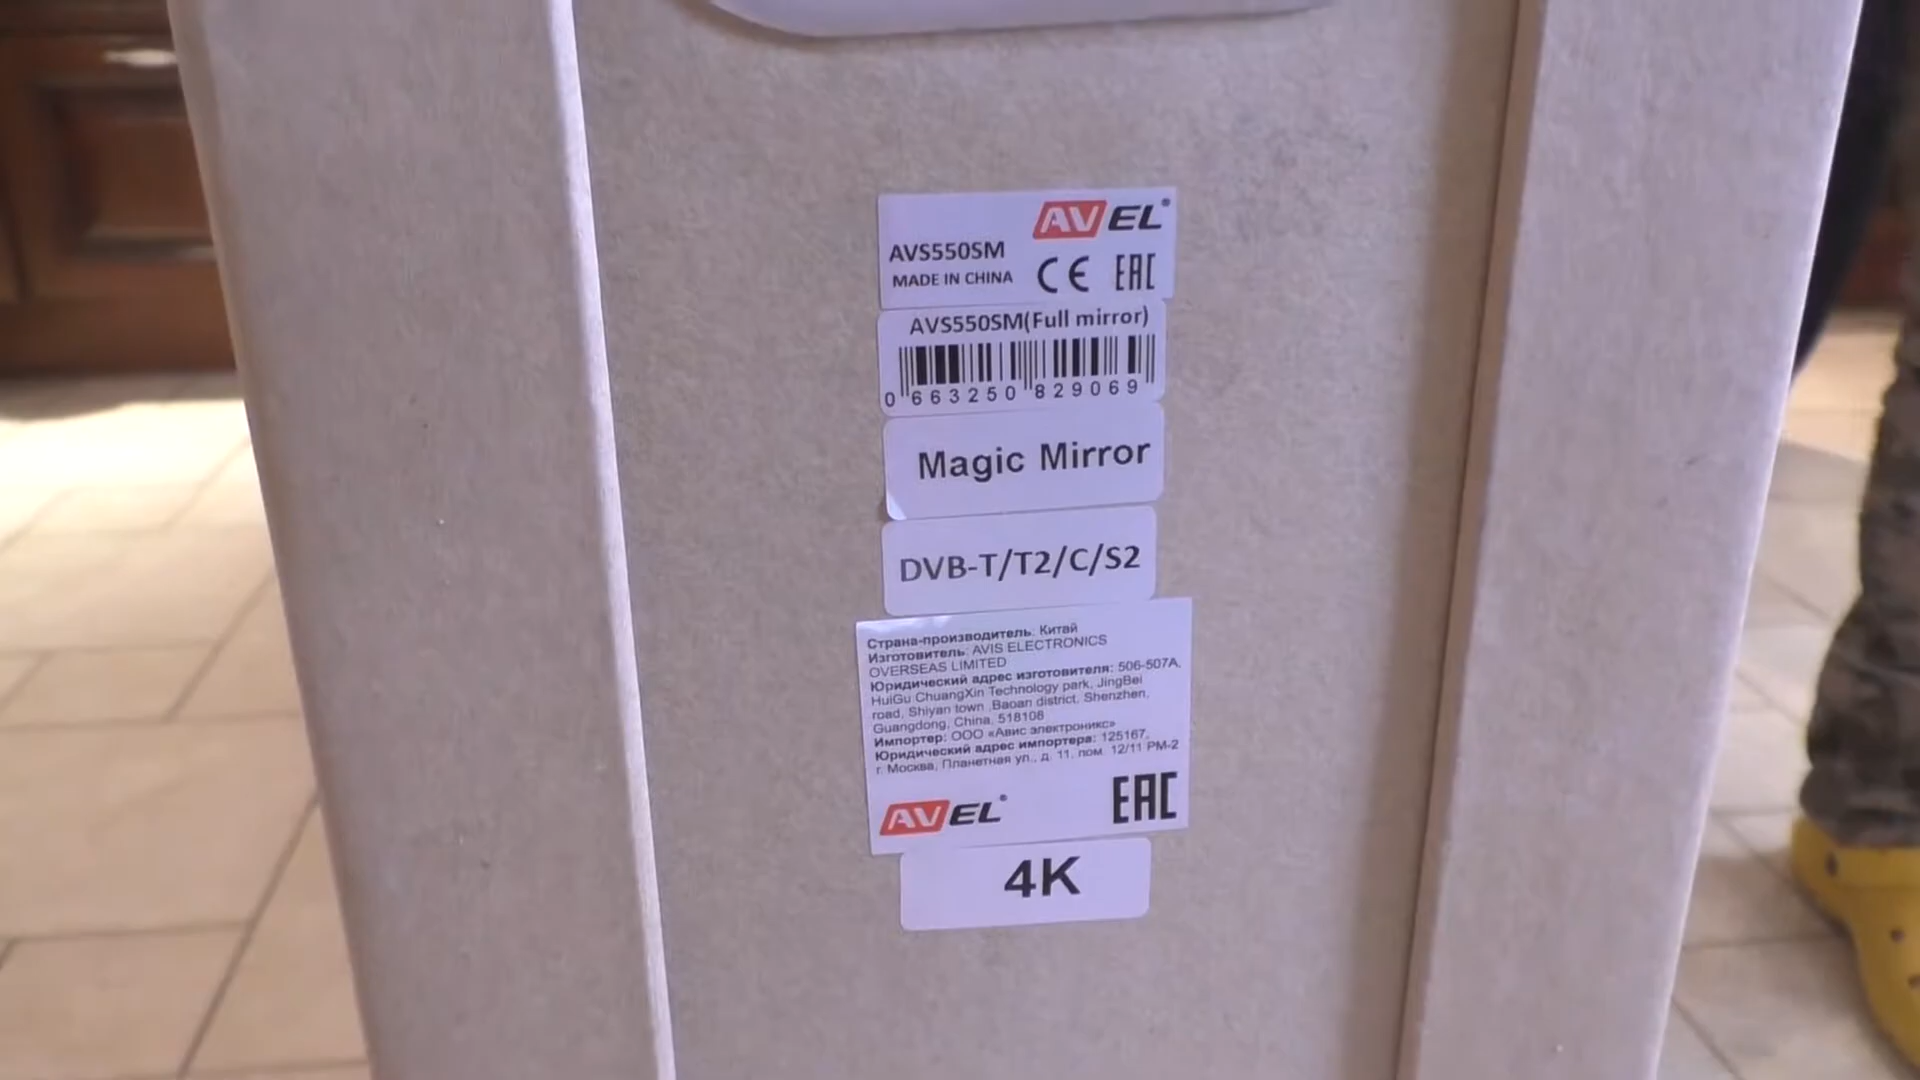 AVEL®
AVS550SM
MADE IN CHINA CE EAC
AVS550SM(Full mirror)
0 663250 829069
Magic Mirror
DVB-T/T2/C/S2
Страна-производитель: Китай
Изготовитель: AVIS ELECTRONICS
OVERSEAS LIMITED
Юридический адрес изготовителя: 506-507A,
HuiGu ChuangXin Technology park, JingBei
road, Shiyan town ,Baoan district, Shenzhen,
Guangdong, China, 518108
Импортер: ООО «Авис электроникс»
Юридический адрес импортера: 125167,
г. Москва, Планетная ул., д. 11, пом. 12/11 РМ-2
AVEL® EAC
4K